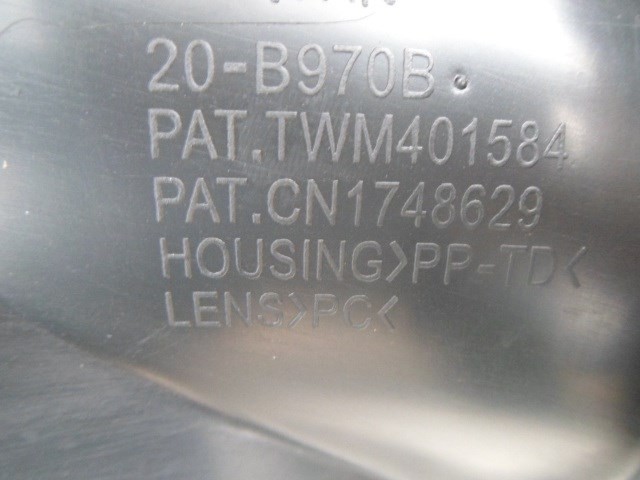 20-B970B
PAT.TWM401584
PAT.CN1748629
HOUSING>PP-TD<
LENS>PC<